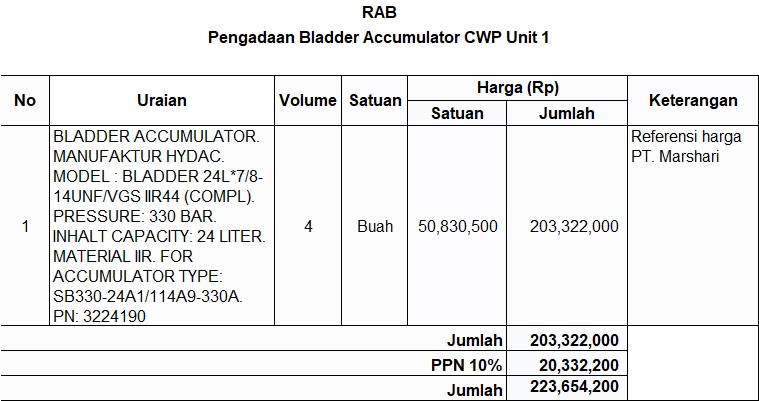 RAB
Pengadaan Bladder Accumulator CWP Unit 1
No Uraian Volume Satuan Harga (Rp) Keterangan
Satuan Jumlah
BLADDER ACCUMULATOR. Referensi harga
MANUFAKTUR HYDAC. PT. Marshari
MODEL : BLADDER 24L*7/8-
14UNF/VGS IIR44 (COMPL).
PRESSURE: 330 BAR.
1 INHALT CAPACITY: 24 LITER. 4 Buah 50,830,500 203,322,000
MATERIAL IIR. FOR
ACCUMULATOR TYPE:
SB330-24A1/114A9-330A.
PN: 3224190
Jumlah 203,322,000
PPN 10% 20,332,200
Jumlah 223,654,200